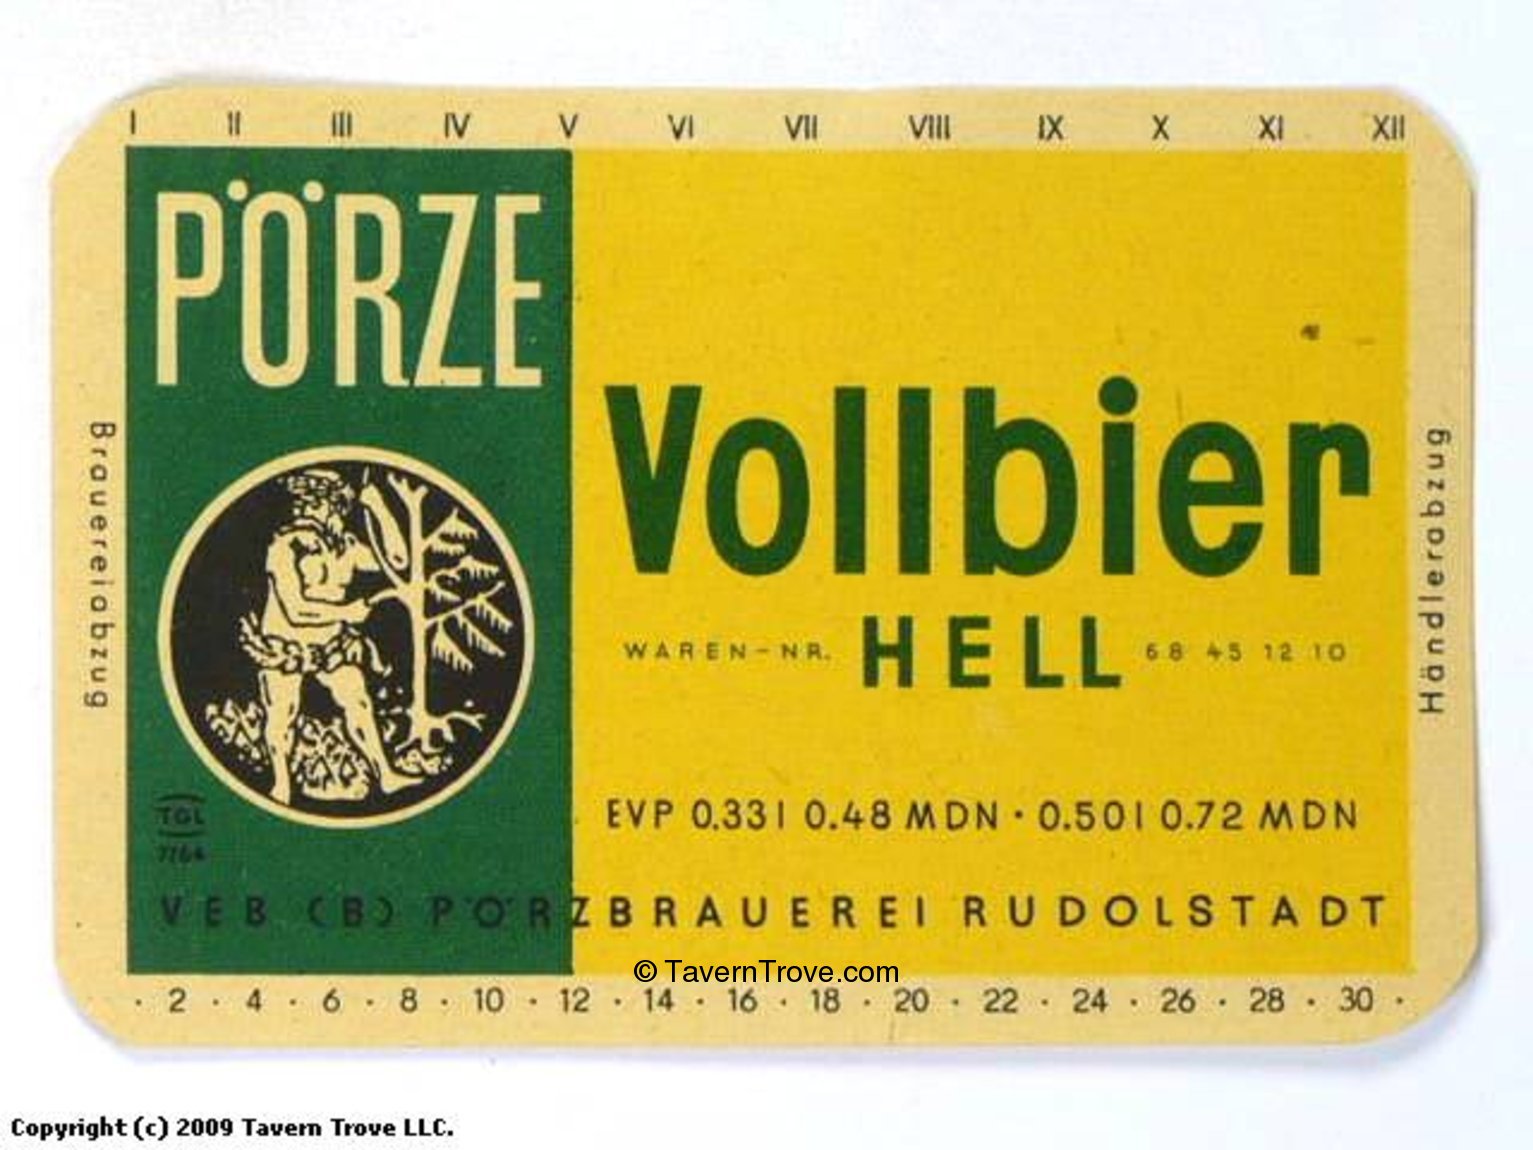 I II III IV V VI VII VIII IX X XI XII
PÖRZE
Brauereiabzug
Vollbier
WAREN-NR. HELL 68 45 12 10
Händlerabzug
EVP 0.33 l 0.48 MDN · 0.50 l 0.72 MDN
TGL
7764
VEB (B) PÖRZBRAUEREI RUDOLSTADT
© TavernTrove.com
· 2 · 4 · 6 · 8 · 10 · 12 · 14 · 16 · 18 · 20 · 22 · 24 · 26 · 28 · 30 ·
Copyright (c) 2009 Tavern Trove LLC.